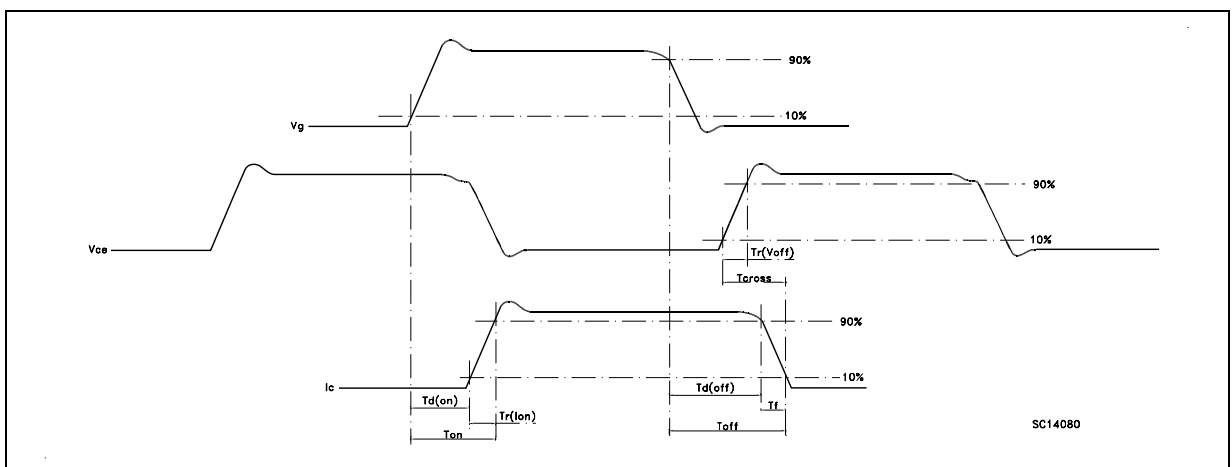 90%
10%
Vg
90%
10%
Vce
Tr(Voff)
Tcross
90%
10%
Ic
Td(off)
Td(on)
Tf
Tr(Ion)
Ton
Toff
SC14080